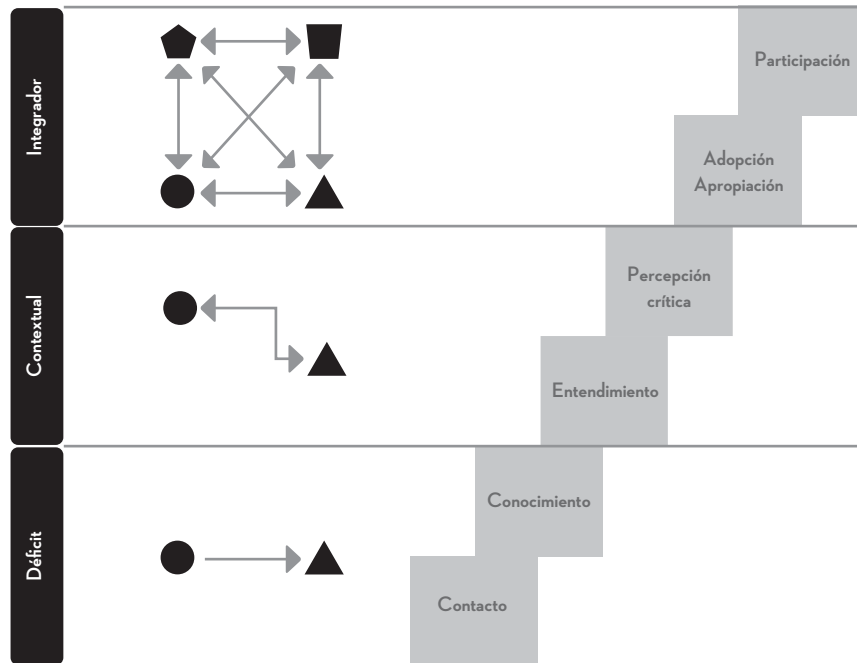 Integrador
Participación
Adopción
Apropiación
Contextual
Percepción
crítica
Entendimiento
Déficit
Conocimiento
Contacto